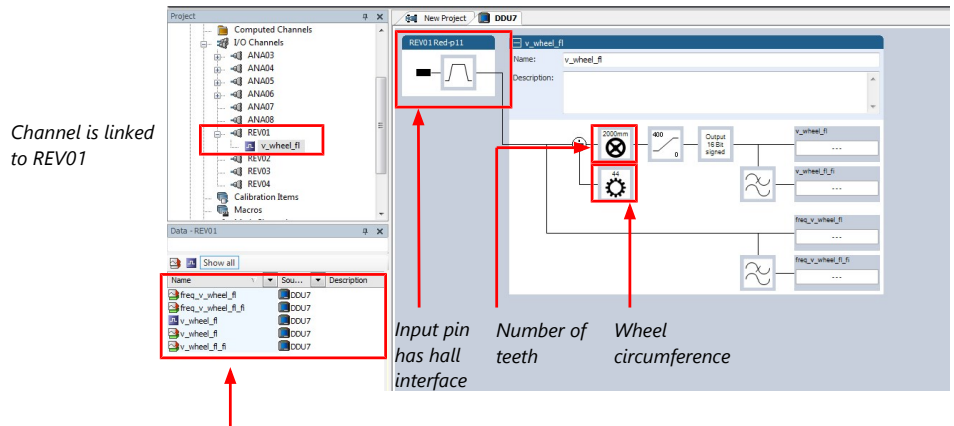 Project
Computed Channels
I/O Channels
ANA03
ANA04
ANA05
ANA06
ANA07
ANA08
REV01
v_wheel_fl
REV02
REV03
REV04
Calibration Items
Macros
Channel is linked
to REV01
Data - REV01
Show all
Name Sou... Description
freq_v_wheel_fl DDU7
freq_v_wheel_fl_fi DDU7
v_wheel_fl DDU7
v_wheel_fl DDU7
v_wheel_fl_fi DDU7
New Project DDU7
REV01 Red-p11
v_wheel_fl
Name: v_wheel_fl
Description:
2000mm
400
0
Output
16 Bit
signed
44
v_wheel_fl
---
v_wheel_fl_fi
---
freq_v_wheel_fl
---
freq_v_wheel_fl_fi
---
Input pin
has hall
interface
Number of
teeth
Wheel
circumference